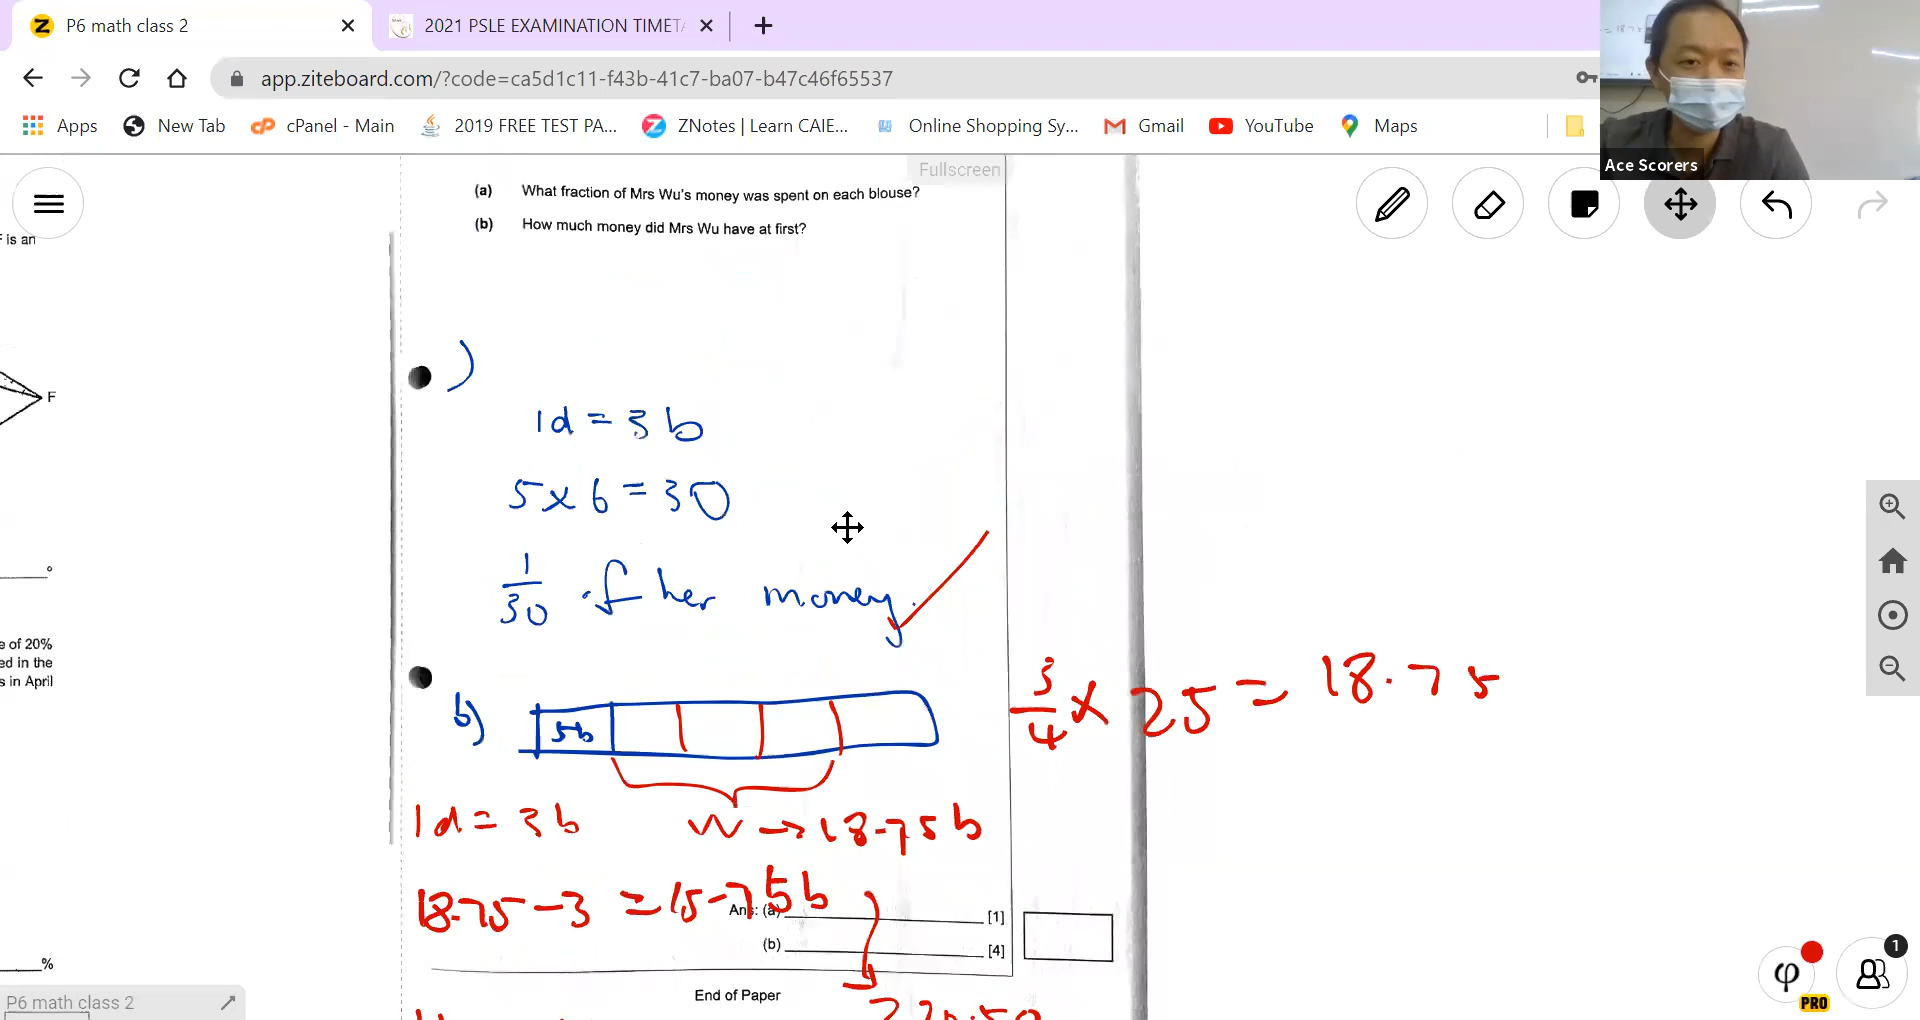 P6 math class 2
2021 PSLE EXAMINATION TIMET
app.ziteboard.com/?code=ca5d1c11-f43b-41c7-ba07-b47c46f65537
Apps
New Tab
cPanel - Main
2019 FREE TEST PA...
ZNotes | Learn CAIE...
Online Shopping Sy...
Gmail
YouTube
Maps
Ace Scorers
Fullscreen
(a) What fraction of Mrs Wu's money was spent on each blouse?
(b) How much money did Mrs Wu have at first?
F is an
)
1d = 3b
F
5 x 6 = 30
1/30 of her money.
e of 20%
ed in the
s in April
b) 5b
3/4 x 25 = 18.75
1d = 3b
W → 18.75b
18.75 - 3 = 15.75b
Ans: (a) [1]
(b) [4]
%
End of Paper
P6 math class 2
PRO
1